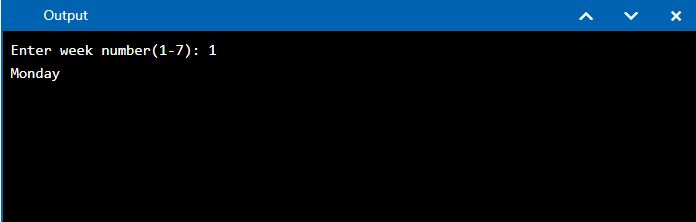 Output
Enter week number(1-7): 1
Monday